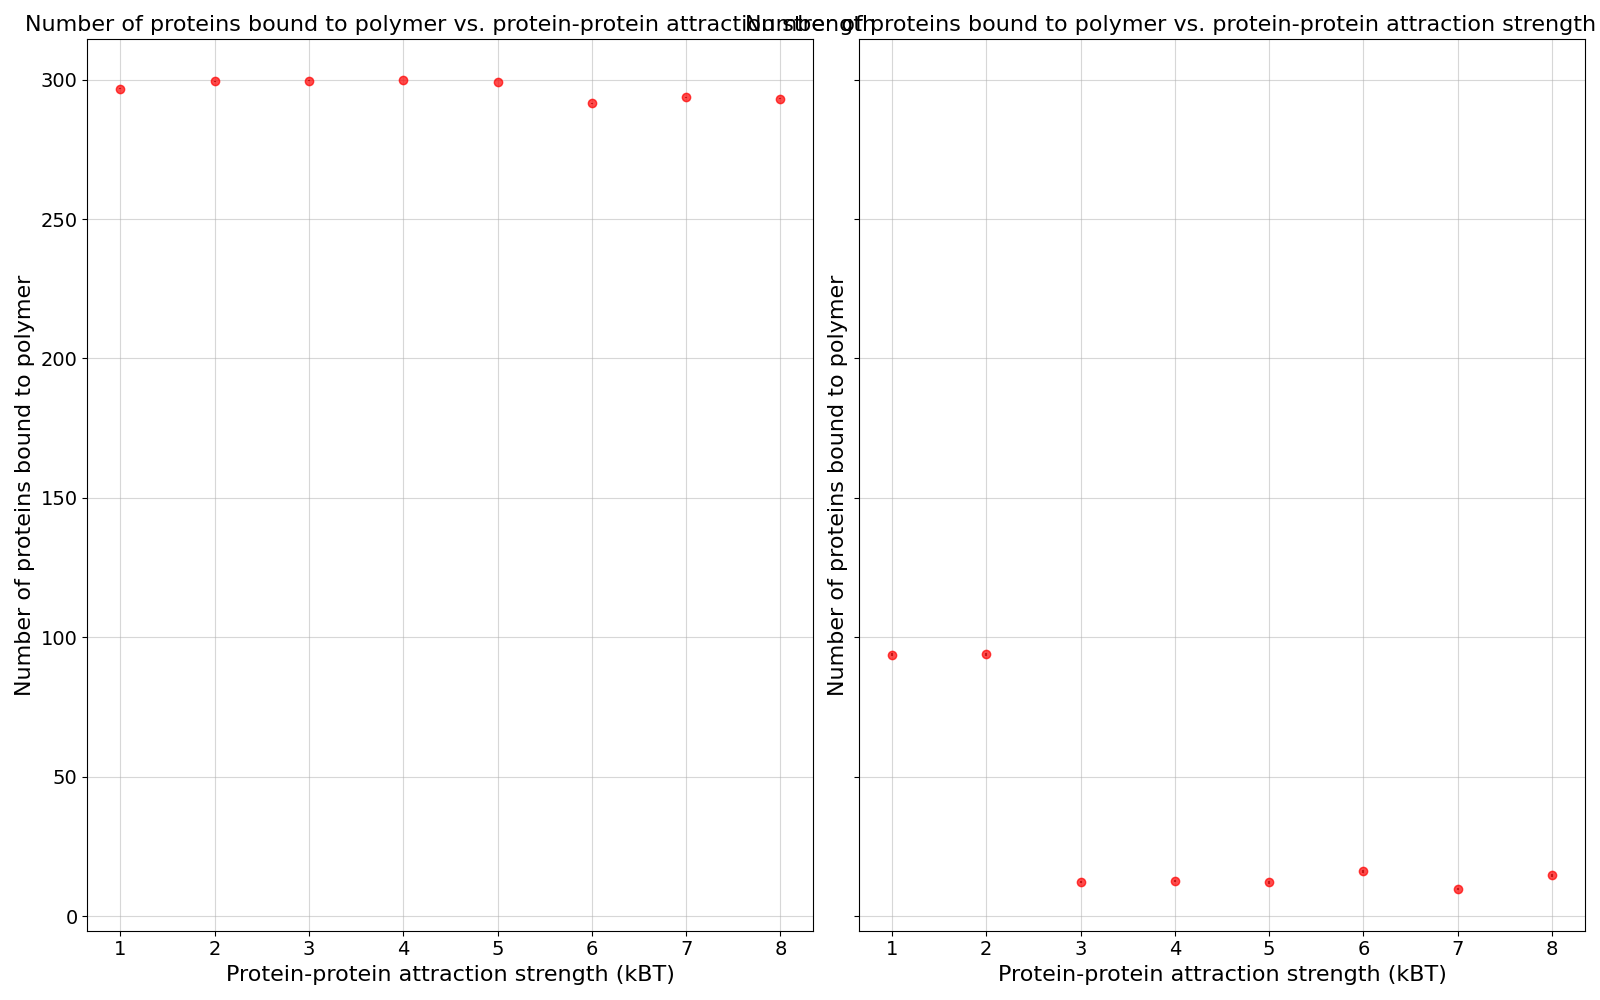 Number of proteins bound to polymer vs. protein-protein attraction strength
Number of proteins bound to polymer vs. protein-protein attraction strength
Number of proteins bound to polymer
300
250
200
150
100
50
0
1 2 3 4 5 6 7 8
Protein-protein attraction strength (kBT)
Number of proteins bound to polymer
1 2 3 4 5 6 7 8
Protein-protein attraction strength (kBT)